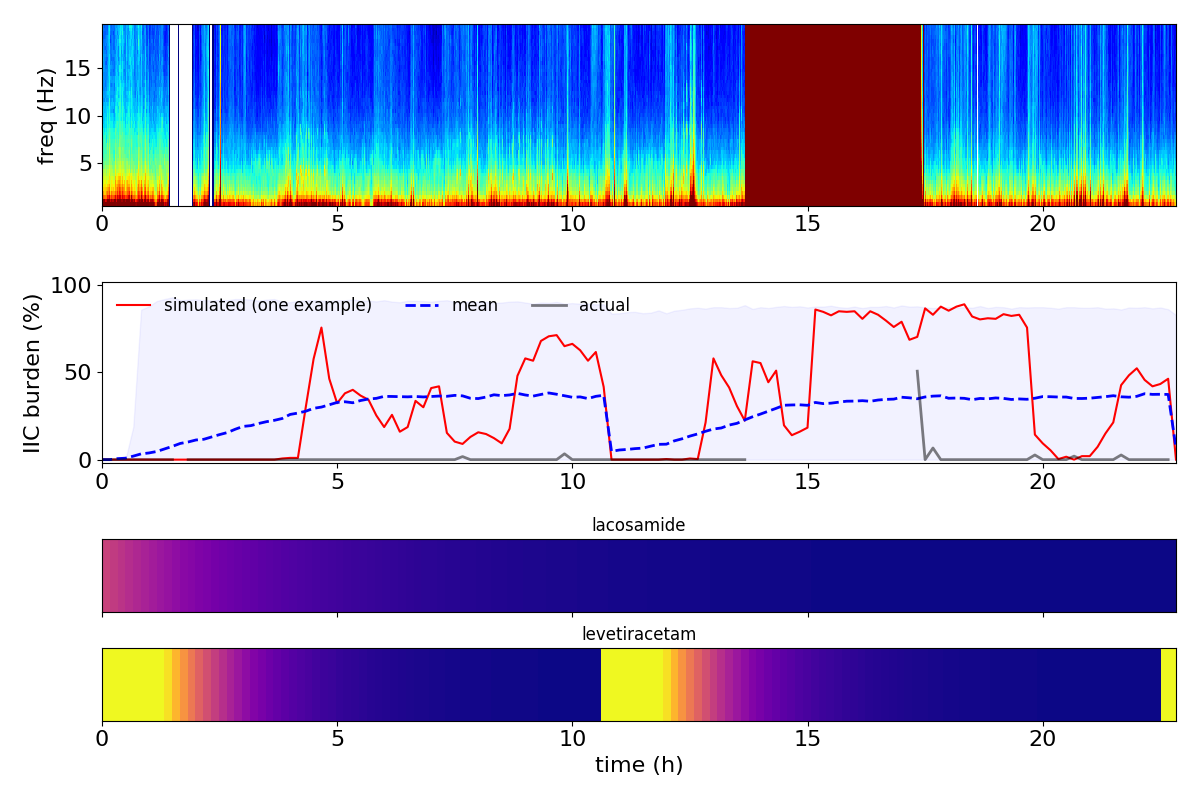 freq (Hz)
15
10
5
0 5 10 15 20
IIC burden (%)
100
50
0
simulated (one example) mean actual
0 5 10 15 20
lacosamide
levetiracetam
0 5 10 15 20
time (h)